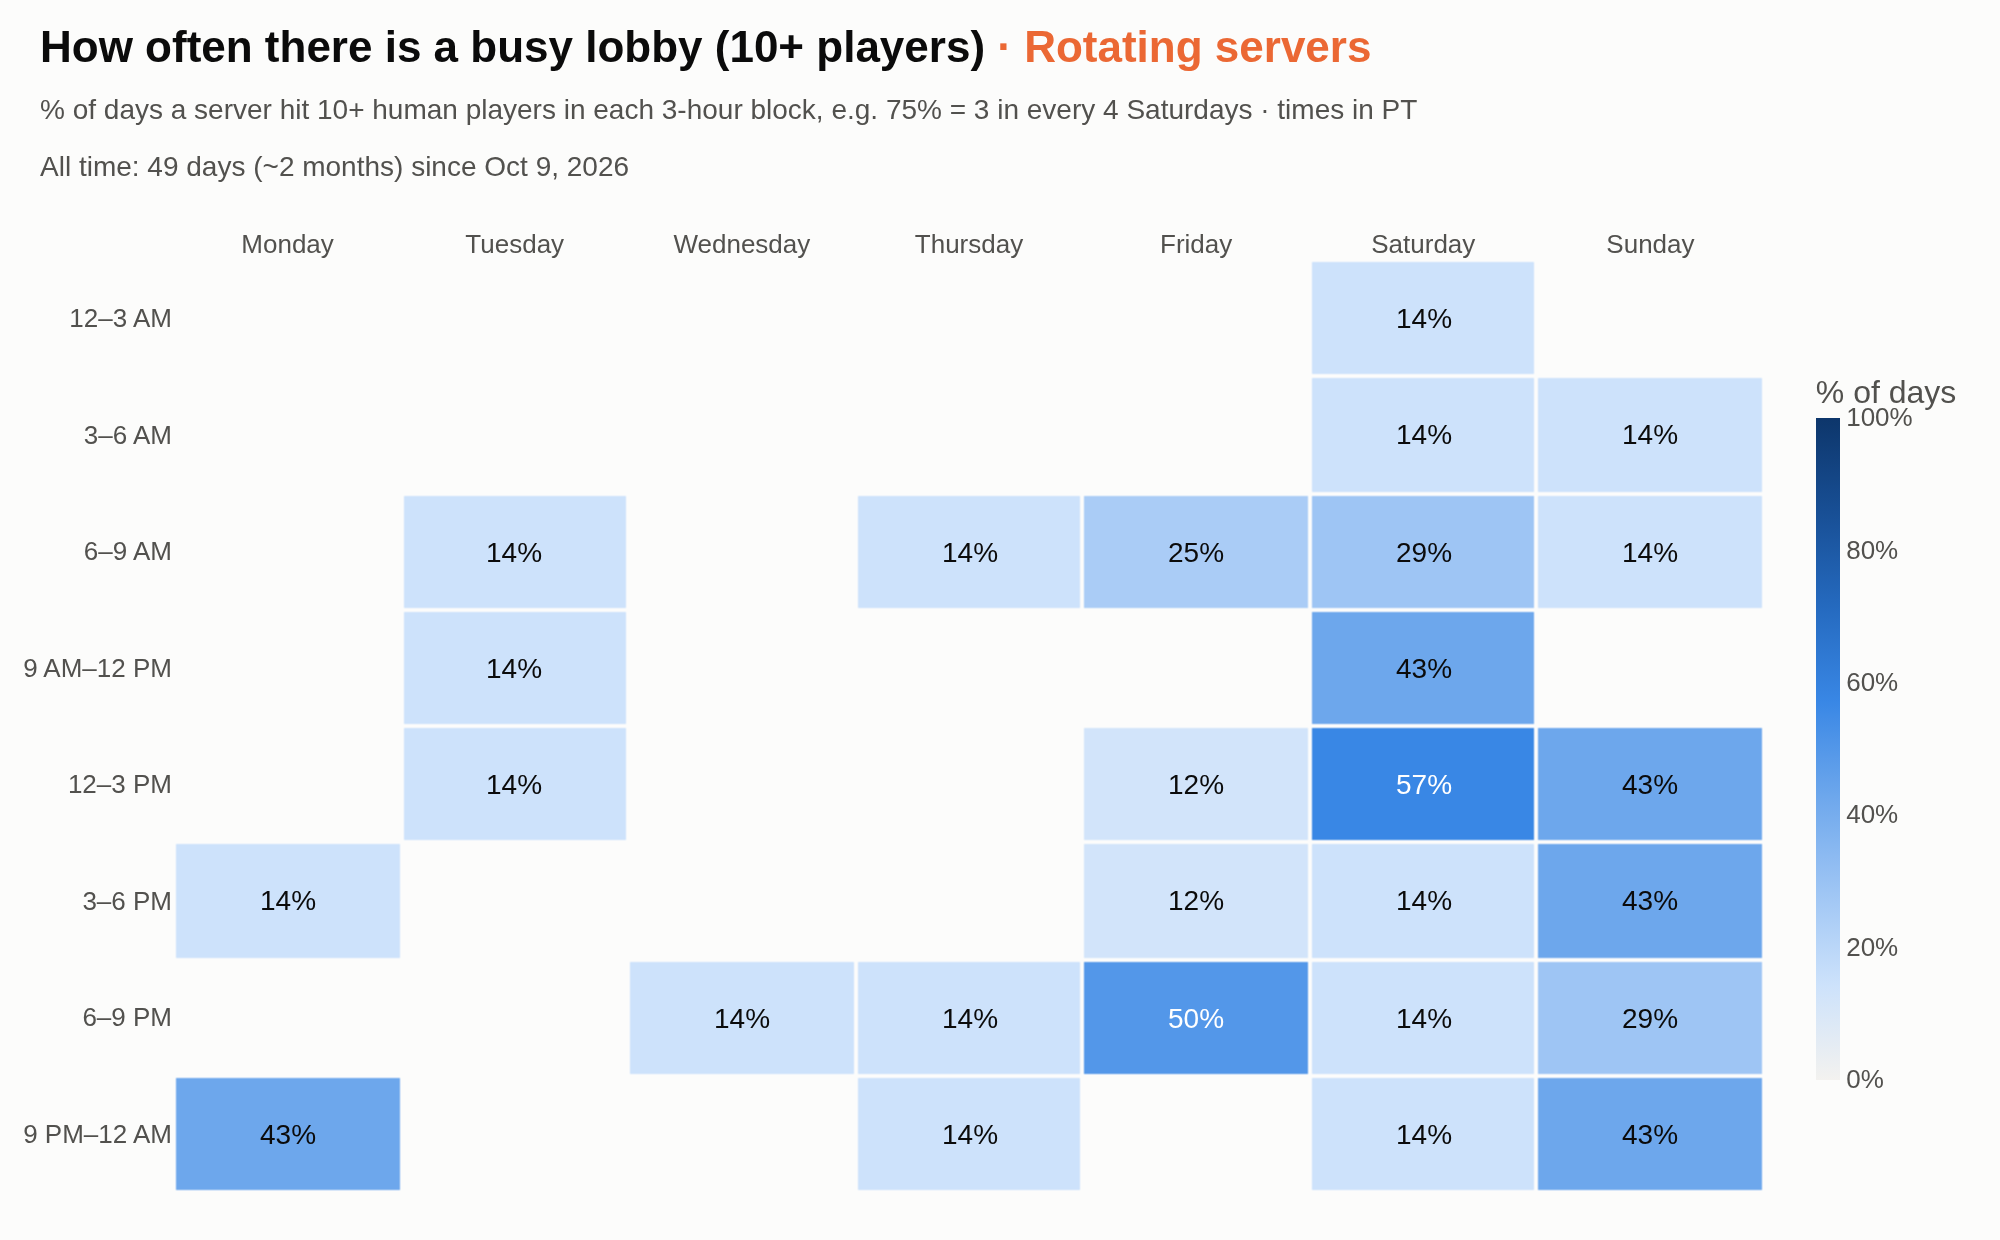 How often there is a busy lobby (10+ players) · Rotating servers
% of days a server hit 10+ human players in each 3-hour block, e.g. 75% = 3 in every 4 Saturdays · times in PT
All time: 49 days (~2 months) since Oct 9, 2026
Monday Tuesday Wednesday Thursday Friday Saturday Sunday
12–3 AM 14%
% of days
100%
3–6 AM 14% 14%
6–9 AM 14% 14% 25% 29% 14%
80%
9 AM–12 PM 14% 43%
60%
12–3 PM 14% 12% 57% 43%
40%
3–6 PM 14% 12% 14% 43%
20%
6–9 PM 14% 14% 50% 14% 29%
0%
9 PM–12 AM 43% 14% 14% 43%